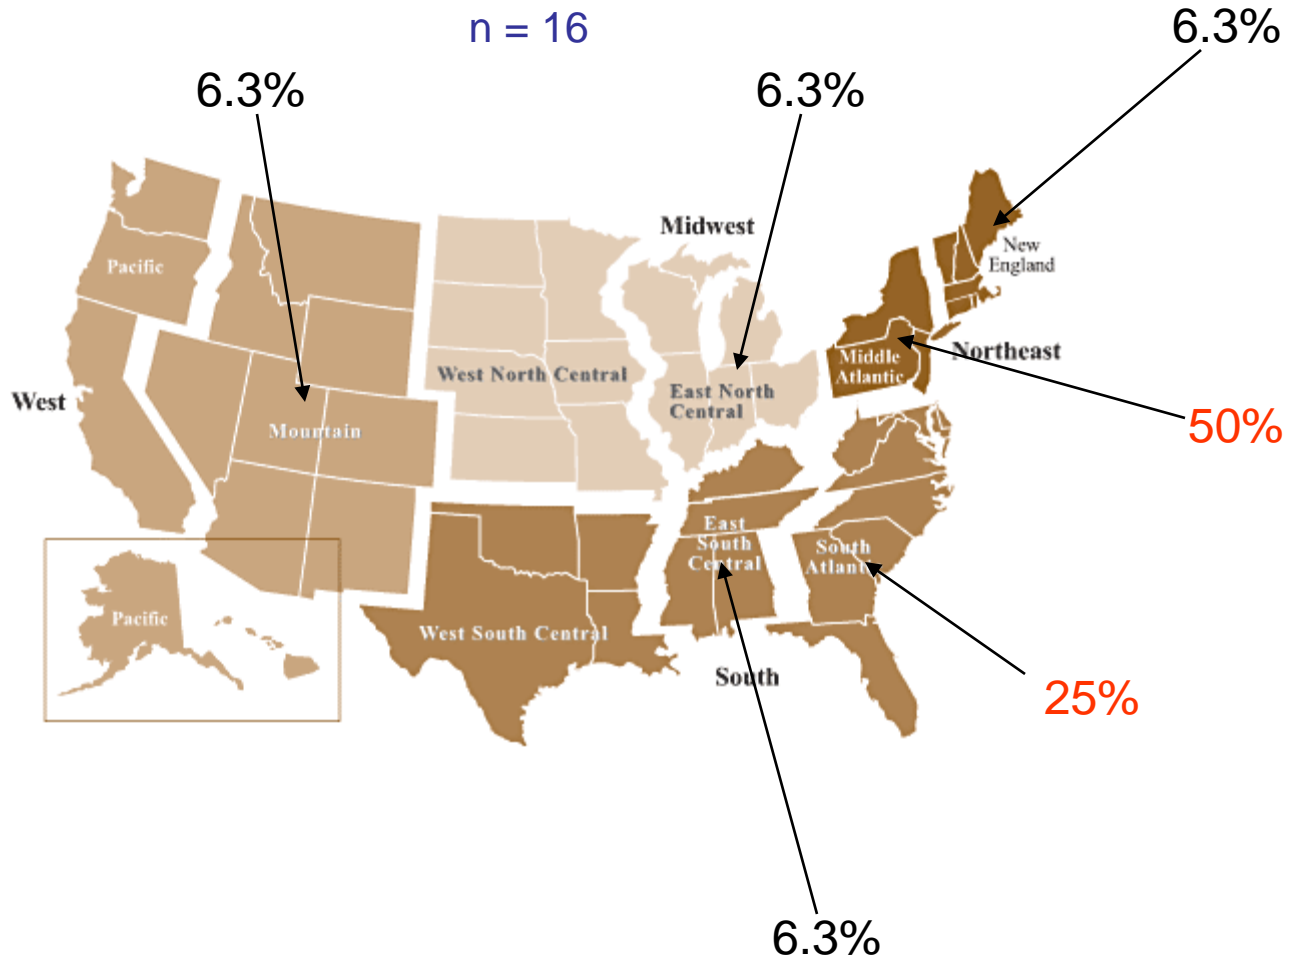 n = 16
6.3%
6.3%
6.3%
Midwest
New
England
Pacific
Northeast
Middle
Atlantic
West North Central
East North
Central
West
Mountain
50%
East
South
Central
South
Atlantic
Pacific
West South Central
South
25%
6.3%